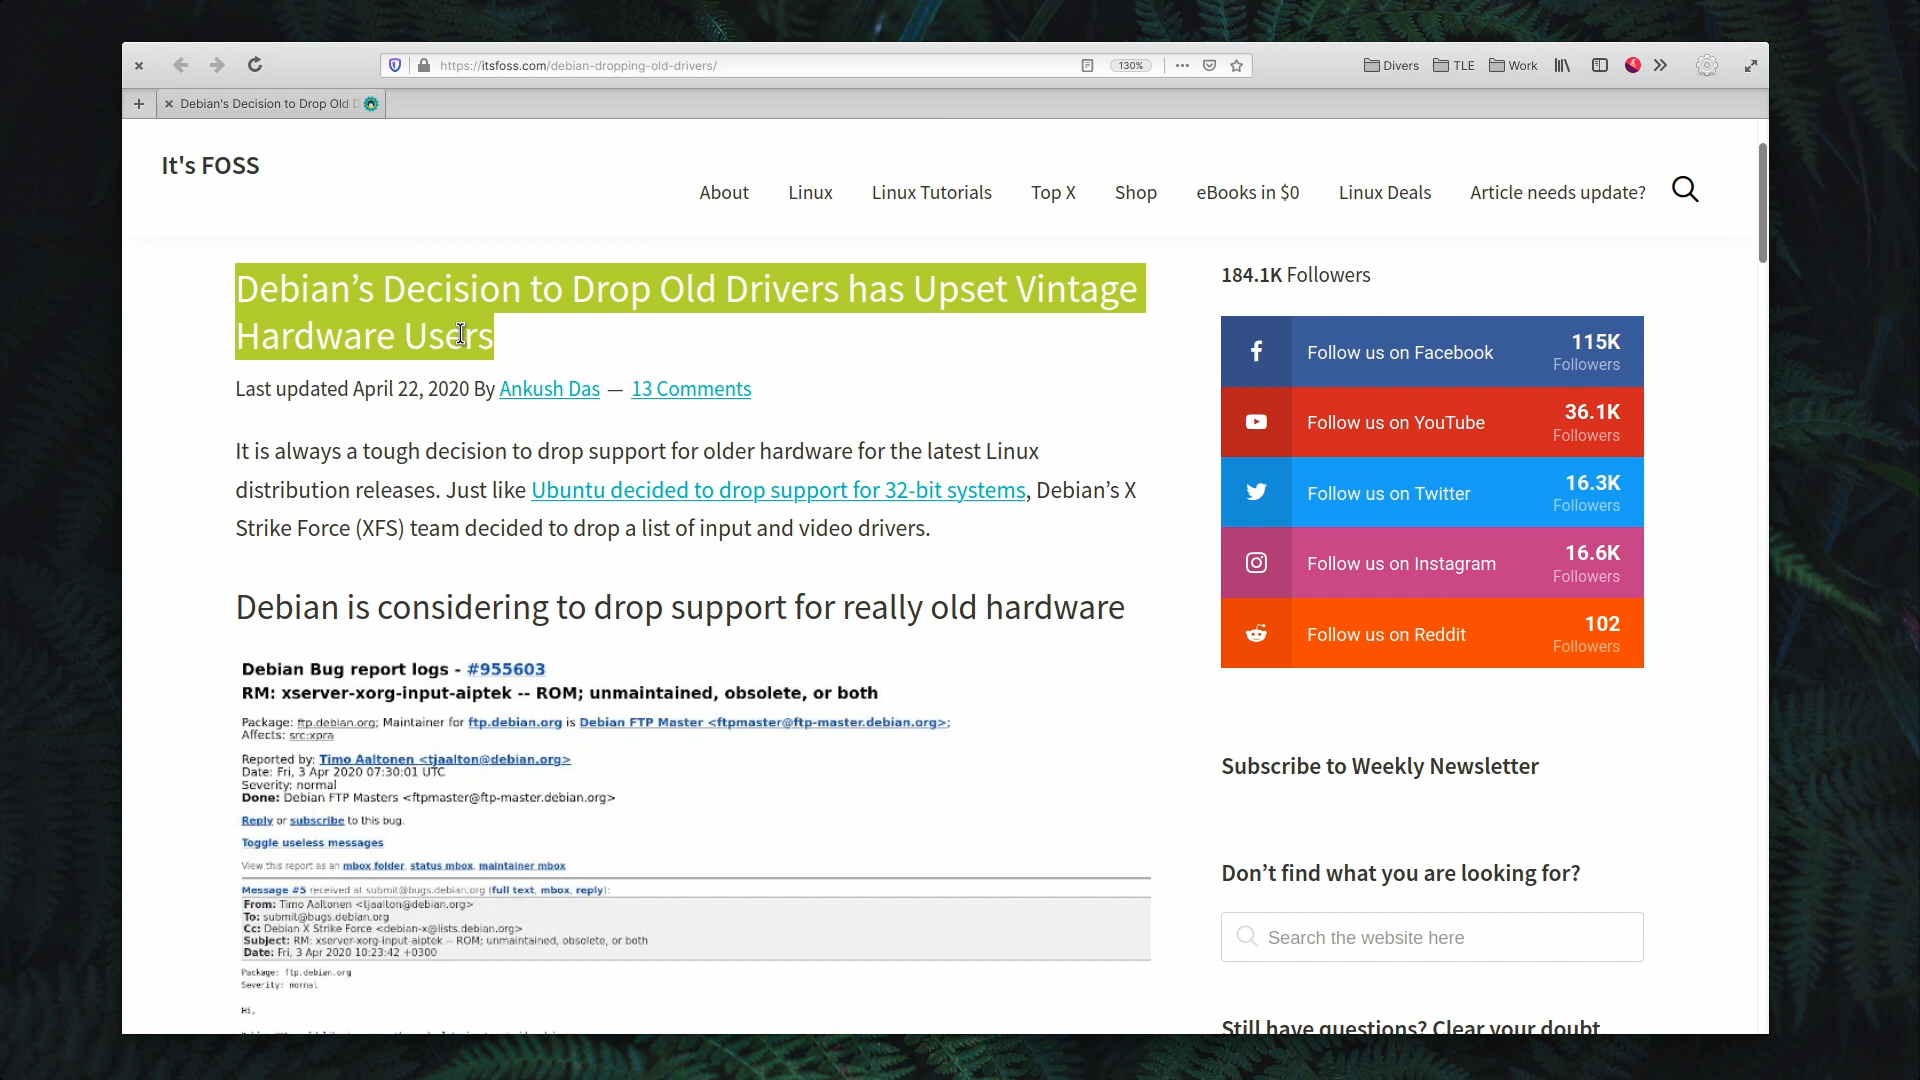 https://itsfoss.com/debian-dropping-old-drivers/
130%
Divers
TLE
Work
Debian's Decision to Drop Old D
It's FOSS
About
Linux
Linux Tutorials
Top X
Shop
eBooks in $0
Linux Deals
Article needs update?
Debian’s Decision to Drop Old Drivers has Upset Vintage
Hardware Users
Last updated April 22, 2020 By Ankush Das — 13 Comments
It is always a tough decision to drop support for older hardware for the latest Linux
distribution releases. Just like Ubuntu decided to drop support for 32-bit systems, Debian’s X
Strike Force (XFS) team decided to drop a list of input and video drivers.
Debian is considering to drop support for really old hardware
Debian Bug report logs - #955603
RM: xserver-xorg-input-aiptek -- ROM; unmaintained, obsolete, or both
Package: ftp.debian.org; Maintainer for ftp.debian.org is Debian FTP Master <ftpmaster@ftp-master.debian.org>;
Affects: src:xpra
Reported by: Timo Aaltonen <tjaalton@debian.org>
Date: Fri, 3 Apr 2020 07:30:01 UTC
Severity: normal
Done: Debian FTP Masters <ftpmaster@ftp-master.debian.org>
Reply or subscribe to this bug.
Toggle useless messages
View this report as an mbox folder, status mbox, maintainer mbox
Message #5 received at submit@bugs.debian.org (full text, mbox, reply):
From: Timo Aaltonen <tjaalton@debian.org>
To: submit@bugs.debian.org
Cc: Debian X Strike Force <debian-x@lists.debian.org>
Subject: RM: xserver-xorg-input-aiptek -- ROM; unmaintained, obsolete, or both
Date: Fri, 3 Apr 2020 10:23:42 +0300
Package: ftp.debian.org
Severity: normal
Hi,
184.1K Followers
Follow us on Facebook
115K
Followers
Follow us on YouTube
36.1K
Followers
Follow us on Twitter
16.3K
Followers
Follow us on Instagram
16.6K
Followers
Follow us on Reddit
102
Followers
Subscribe to Weekly Newsletter
Don’t find what you are looking for?
Search the website here
Still have questions? Clear your doubt